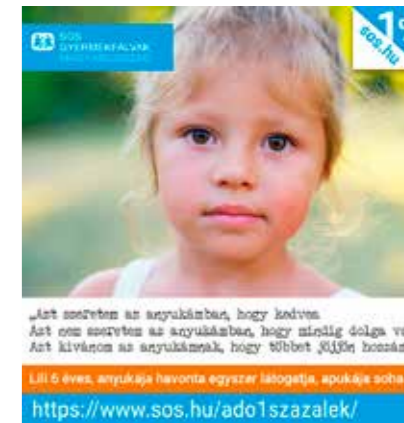 SOS
GYERMEKFALVAK
1
sos.hu
„Azt szeretem az anyukámban, hogy kedves
Azt nem szeretem az anyukámban, hogy mindig dolga va
Azt kívánom az anyukámnak, hogy többet jöjjön hozzám
Lili 6 éves, anyukája havonta egyszer látogatja, apukája soha
https://www.sos.hu/ado1szazalek/